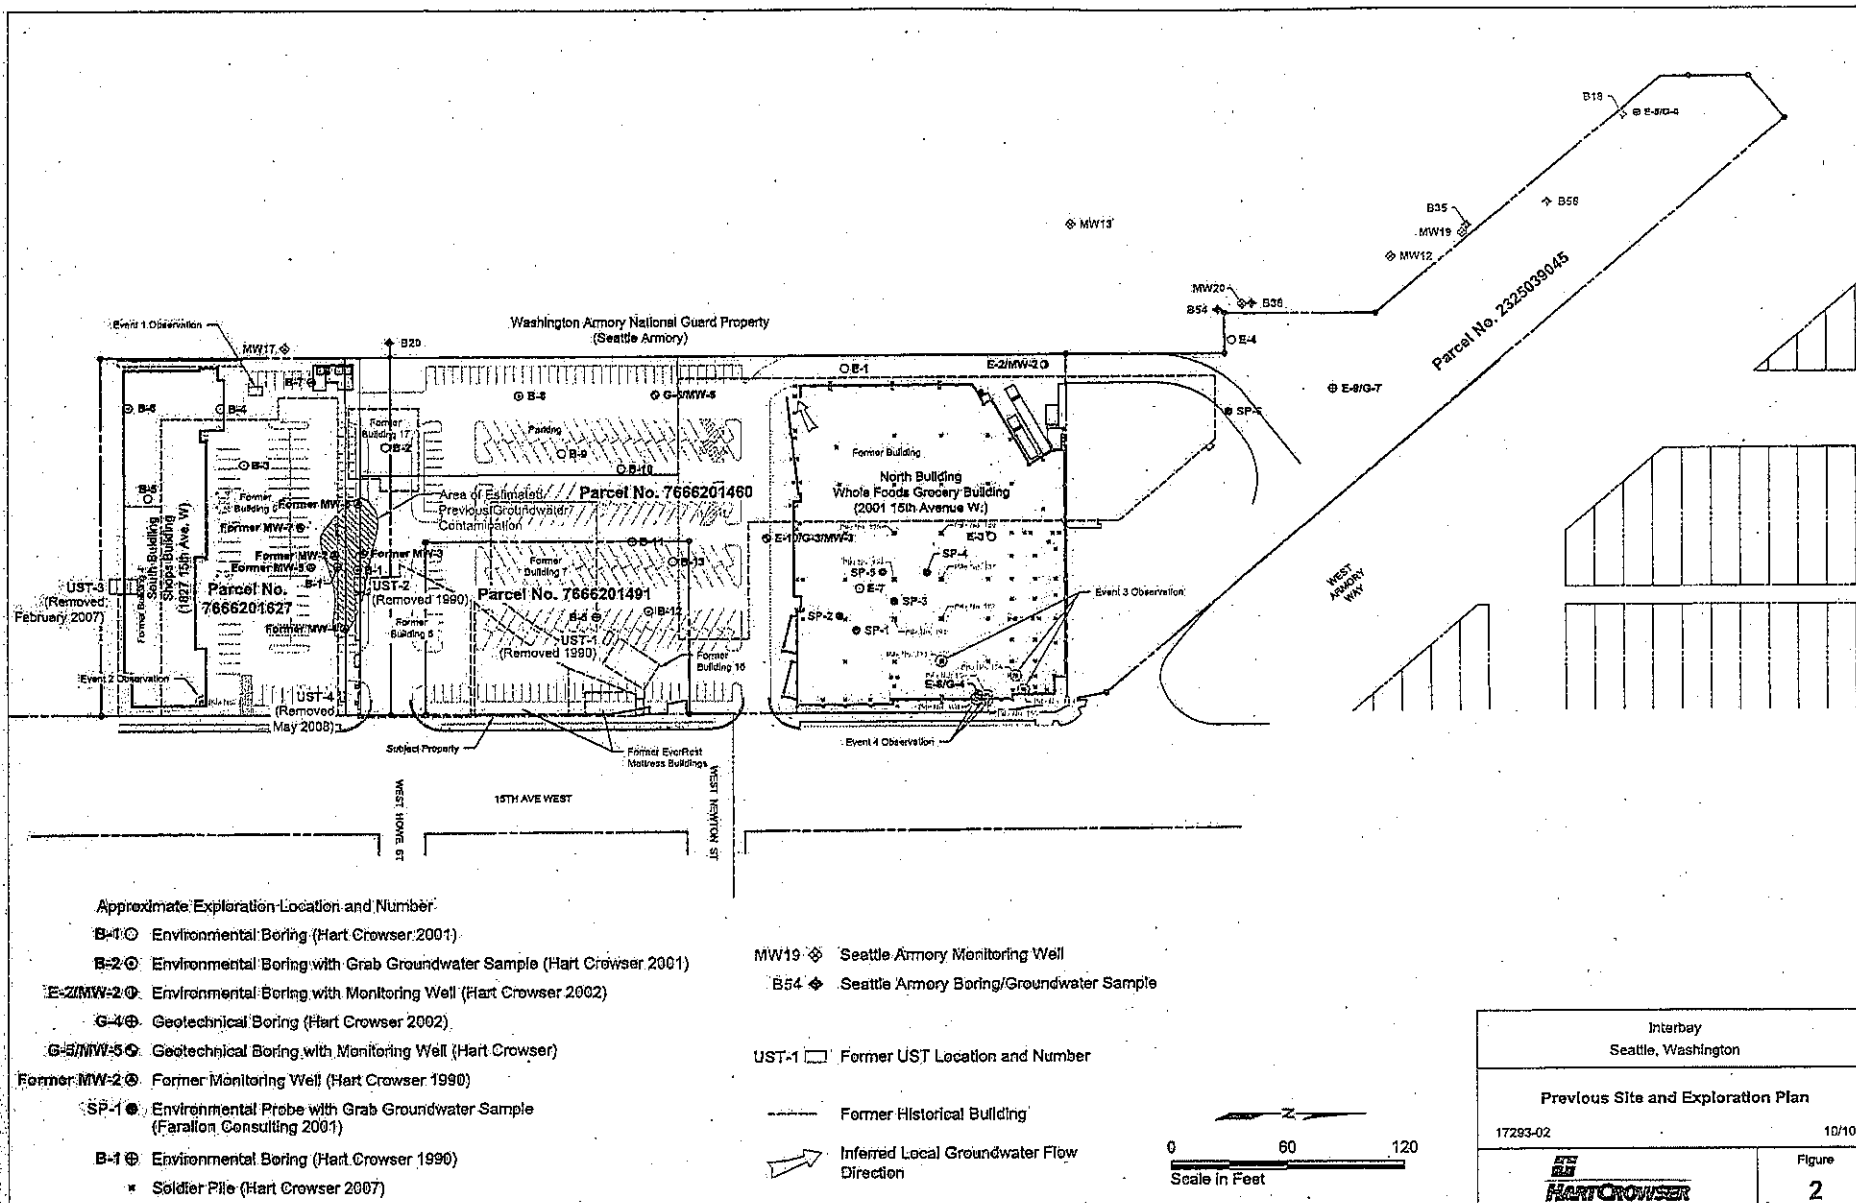 B18
E-5/G-4
B35
B56
MW19
MW13
MW12
MW20
B36
B54
Parcel No. 2325039045
Washington Army National Guard Property
(Seattle Armory)
Event 1 Observation
MW17
B20
B-1
E-2/MW-2
E-4
B-7
B-8
G-5/MW-5
E-9/G-7
SP-6
B-6
B-4
Former
Building 17
Parking
B-2
B-9
B-10
Former Building
North Building
Whole Foods Grocery Building
(2001 15th Avenue W.)
B-3
B-5
Area of Estimated
Previous Groundwater
Contamination
Parcel No. 7666201460
South Building
Shops Building
(1827 15th Ave. W)
Former MW-7
Former MW-2
Former MW-3
B-11
E-3
SP-4
SP-5
B-13
Former
Building 7
B-1
B-1
UST-3
(Removed
February 2007)
Parcel No.
7666201627
UST-2
(Removed 1990)
Parcel No. 7666201491
E-7
SP-3
SP-2
SP-1
Event 3 Observation
WEST
ARMORY
WAY
B-12
UST-1
(Removed 1990)
Former
Building 16
Event 2 Observation
UST-4
(Removed
May 2008)
Subject Property
Former EverRest
Mattress Buildings
Event 4 Observation
WEST HOWE ST
15TH AVE WEST
WEST NEWTON ST
Approximate Exploration Location and Number
B-1 Environmental Boring (Hart Crowser 2001)
B-2 Environmental Boring with Grab Groundwater Sample (Hart Crowser 2001)
E-2/MW-2 Environmental Boring with Monitoring Well (Hart Crowser 2002)
G-4 Geotechnical Boring (Hart Crowser 2002)
G-5/MW-5 Geotechnical Boring with Monitoring Well (Hart Crowser)
Former MW-2 Former Monitoring Well (Hart Crowser 1990)
SP-1 Environmental Probe with Grab Groundwater Sample
(Farallon Consulting 2001)
B-1 Environmental Boring (Hart Crowser 1990)
Soldier Pile (Hart Crowser 2007)
MW19 Seattle Armory Monitoring Well
B54 Seattle Armory Boring/Groundwater Sample
UST-1 Former UST Location and Number
Former Historical Building
Inferred Local Groundwater Flow
Direction
N
0 60 120
Scale in Feet
Interbay
Seattle, Washington
Previous Site and Exploration Plan
17293-02 10/10
HARTCROWSER
Figure
2